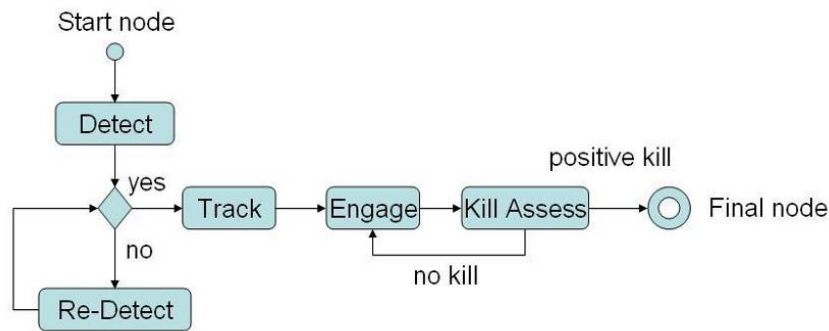 Start node
Detect
yes
positive kill
Track
Engage
Kill Assess
Final node
no
no kill
Re-Detect